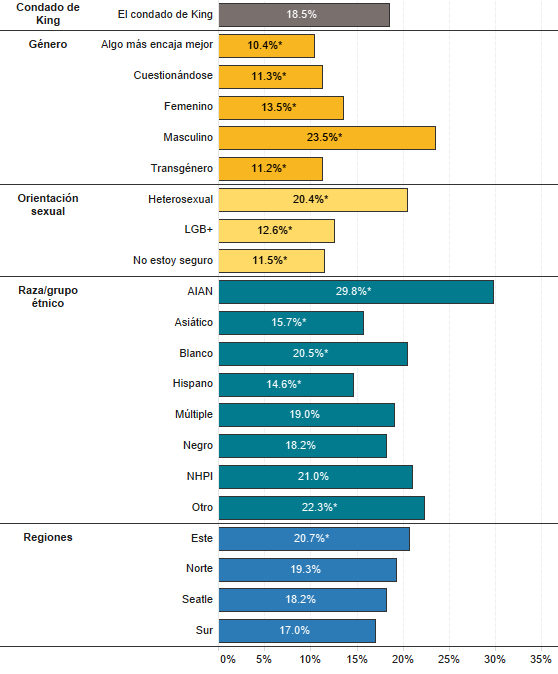 Condado de
King
El condado de King
18.5%
Género
Algo más encaja mejor
10.4%*
Cuestionándose
11.3%*
Femenino
13.5%*
Masculino
23.5%*
Transgénero
11.2%*
Orientación
sexual
Heterosexual
20.4%*
LGB+
12.6%*
No estoy seguro
11.5%*
Raza/grupo
étnico
AIAN
29.8%*
Asiático
15.7%*
Blanco
20.5%*
Hispano
14.6%*
Múltiple
19.0%
Negro
18.2%
NHPI
21.0%
Otro
22.3%*
Regiones
Este
20.7%*
Norte
19.3%
Seatle
18.2%
Sur
17.0%
0% 5% 10% 15% 20% 25% 30% 35%